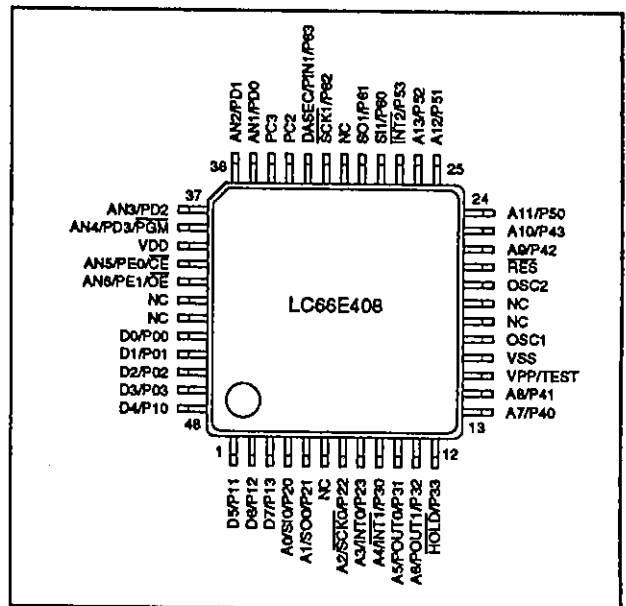 AN2/PD1
AN1/PD0
PC3
PC2
DASEC/PIN1/P63
SCK1/P62
NC
SO1/P61
SI1/P60
INT2/P53
A13/P52
A12/P51
36
25
37
24
AN3/PD2
AN4/PD3/PGM
VDD
AN5/PE0/CE
AN6/PE1/OE
NC
NC
D0/P00
D1/P01
D2/P02
D3/P03
D4/P10
LC66E408
A11/P50
A10/P43
A9/P42
RES
OSC2
NC
NC
OSC1
VSS
VPP/TEST
A8/P41
A7/P40
48
13
1
12
D5/P11
D6/P12
D7/P13
A0/SI0/P20
A1/SO0/P21
NC
A2/SCK0/P22
A3/INT0/P23
A4/INT1/P30
A5/POUT0/P31
A6/POUT1/P32
HOLD/P33